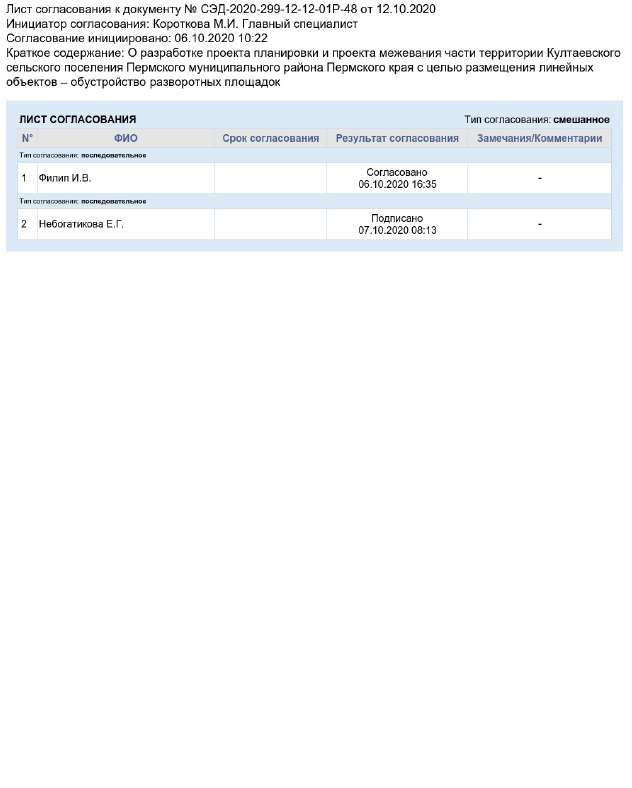 Лист согласования к документу № СЭД-2020-299-12-12-01Р-48 от 12.10.2020
Инициатор согласования: Короткова М.И. Главный специалист
Согласование инициировано: 06.10.2020 10:22
Краткое содержание: О разработке проекта планировки и проекта межевания части территории Култаевского
сельского поселения Пермского муниципального района Пермского края с целью размещения линейных
объектов – обустройство разворотных площадок
ЛИСТ СОГЛАСОВАНИЯ Тип согласования: смешанное
N° ФИО Срок согласования Результат согласования Замечания/Комментарии
Тип согласования: последовательное
1 Филип И.В. Согласовано -
06.10.2020 16:35
Тип согласования: последовательное
2 Небогатикова Е.Г. Подписано -
07.10.2020 08:13